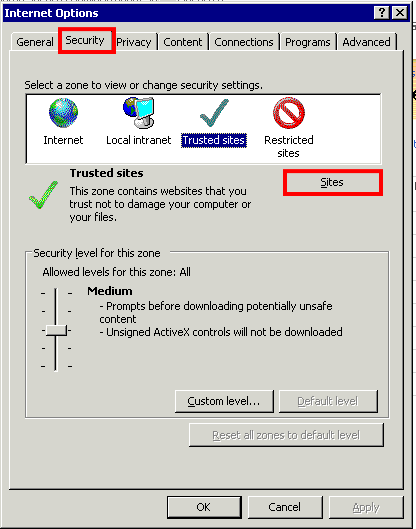 Internet Options
General Security Privacy Content Connections Programs Advanced
Select a zone to view or change security settings.
Internet Local intranet Trusted sites Restricted sites
Trusted sites
This zone contains websites that you
trust not to damage your computer or
your files.
Sites
Security level for this zone
Allowed levels for this zone: All
Medium
- Prompts before downloading potentially unsafe
content
- Unsigned ActiveX controls will not be downloaded
Custom level... Default level
Reset all zones to default level
OK Cancel Apply